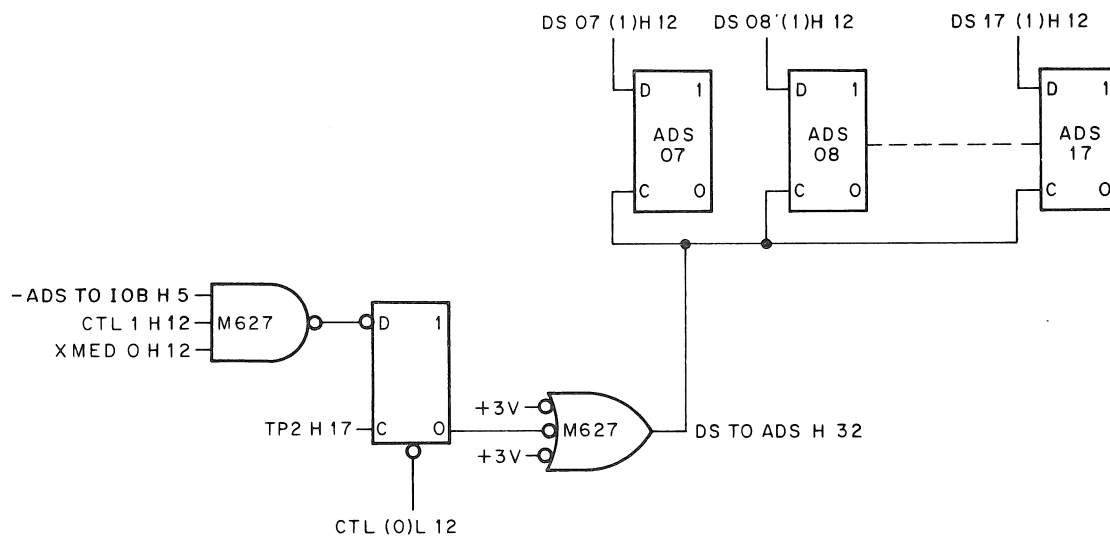 DS 07 (1)H 12
DS 08 (1)H 12
DS 17 (1)H 12
D 1
ADS
07
C 0
D 1
ADS
08
C 0
D 1
ADS
17
C 0
-ADS TO IOB H 5
CTL 1 H 12
XMED 0 H 12
M627
D 1
TP2 H 17
C 0
CTL (0)L 12
+3V
M627
+3V
DS TO ADS H 32